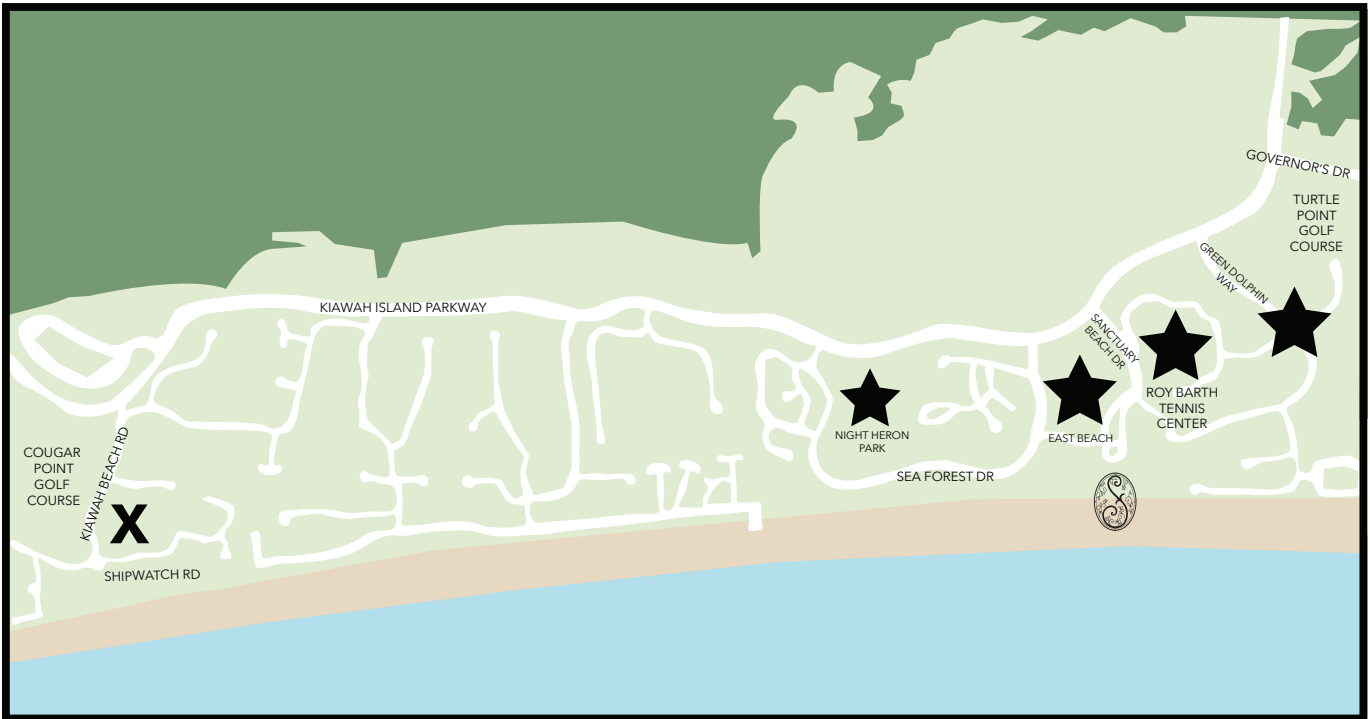 GOVERNOR'S DR
TURTLE
POINT
GOLF
COURSE
GREEN DOLPHIN
WAY
KIAWAH ISLAND PARKWAY
SANCTUARY
BEACH DR
ROY BARTH
TENNIS
CENTER
NIGHT HERON
PARK
EAST BEACH
SEA FOREST DR
COUGAR
POINT
GOLF
COURSE
KIAWAH BEACH RD
X
SHIPWATCH RD